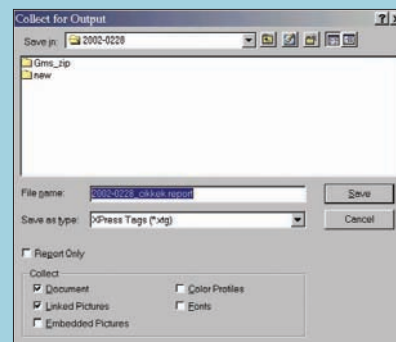 Collect for Output
Save in: 2002-0228
Gms_zip
new
File name: 2002-0228_cikkek report Save
Save as type: XPress Tags (*.xtg) Cancel
Report Only
Collect
Document Color Profiles
Linked Pictures Fonts
Embedded Pictures